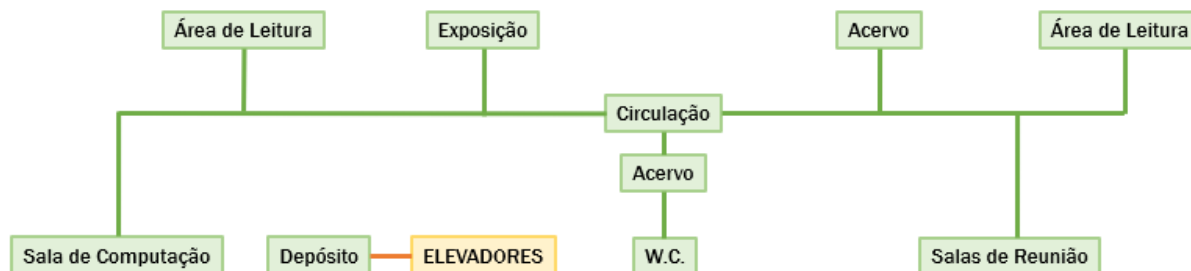 Área de Leitura
Exposição
Acervo
Área de Leitura
Circulação
Acervo
Sala de Computação
Depósito
ELEVADORES
W.C.
Salas de Reunião